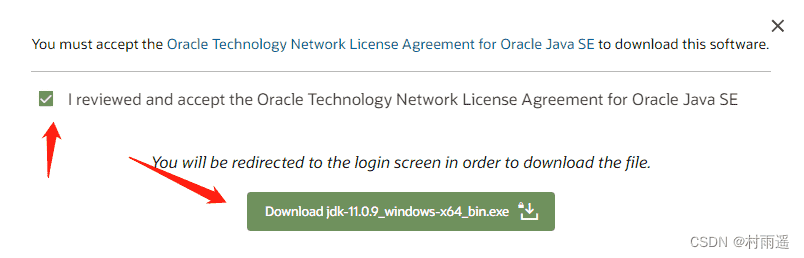 You must accept the Oracle Technology Network License Agreement for Oracle Java SE to download this software.
I reviewed and accept the Oracle Technology Network License Agreement for Oracle Java SE
You will be redirected to the login screen in order to download the file.
Download jdk-11.0.9_windows-x64_bin.exe
CSDN @村雨遥